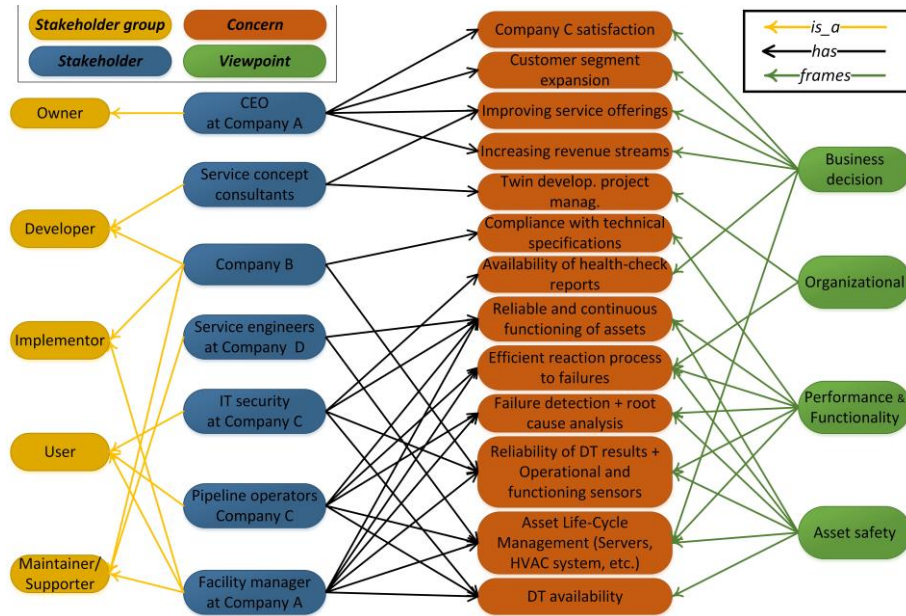 Stakeholder group
Concern
Stakeholder
Viewpoint
is_a
has
frames
Owner
Developer
Implementor
User
Maintainer/
Supporter
CEO
at Company A
Service concept
consultants
Company B
Service engineers
at Company  D
IT security
at Company C
Pipeline operators
Company C
Facility manager
at Company A
Company C satisfaction
Customer segment
expansion
Improving service offerings
Increasing revenue streams
Twin develop. project
manag.
Compliance with technical
specifications
Availability of health-check
reports
Reliable and continuous
functioning of assets
Efficient reaction process
to failures
Failure detection + root
cause analysis
Reliability of DT results +
Operational and
functioning sensors
Asset Life-Cycle
Management (Servers,
HVAC system, etc.)
DT availability
Business
decision
Organizational
Performance &
Functionality
Asset safety